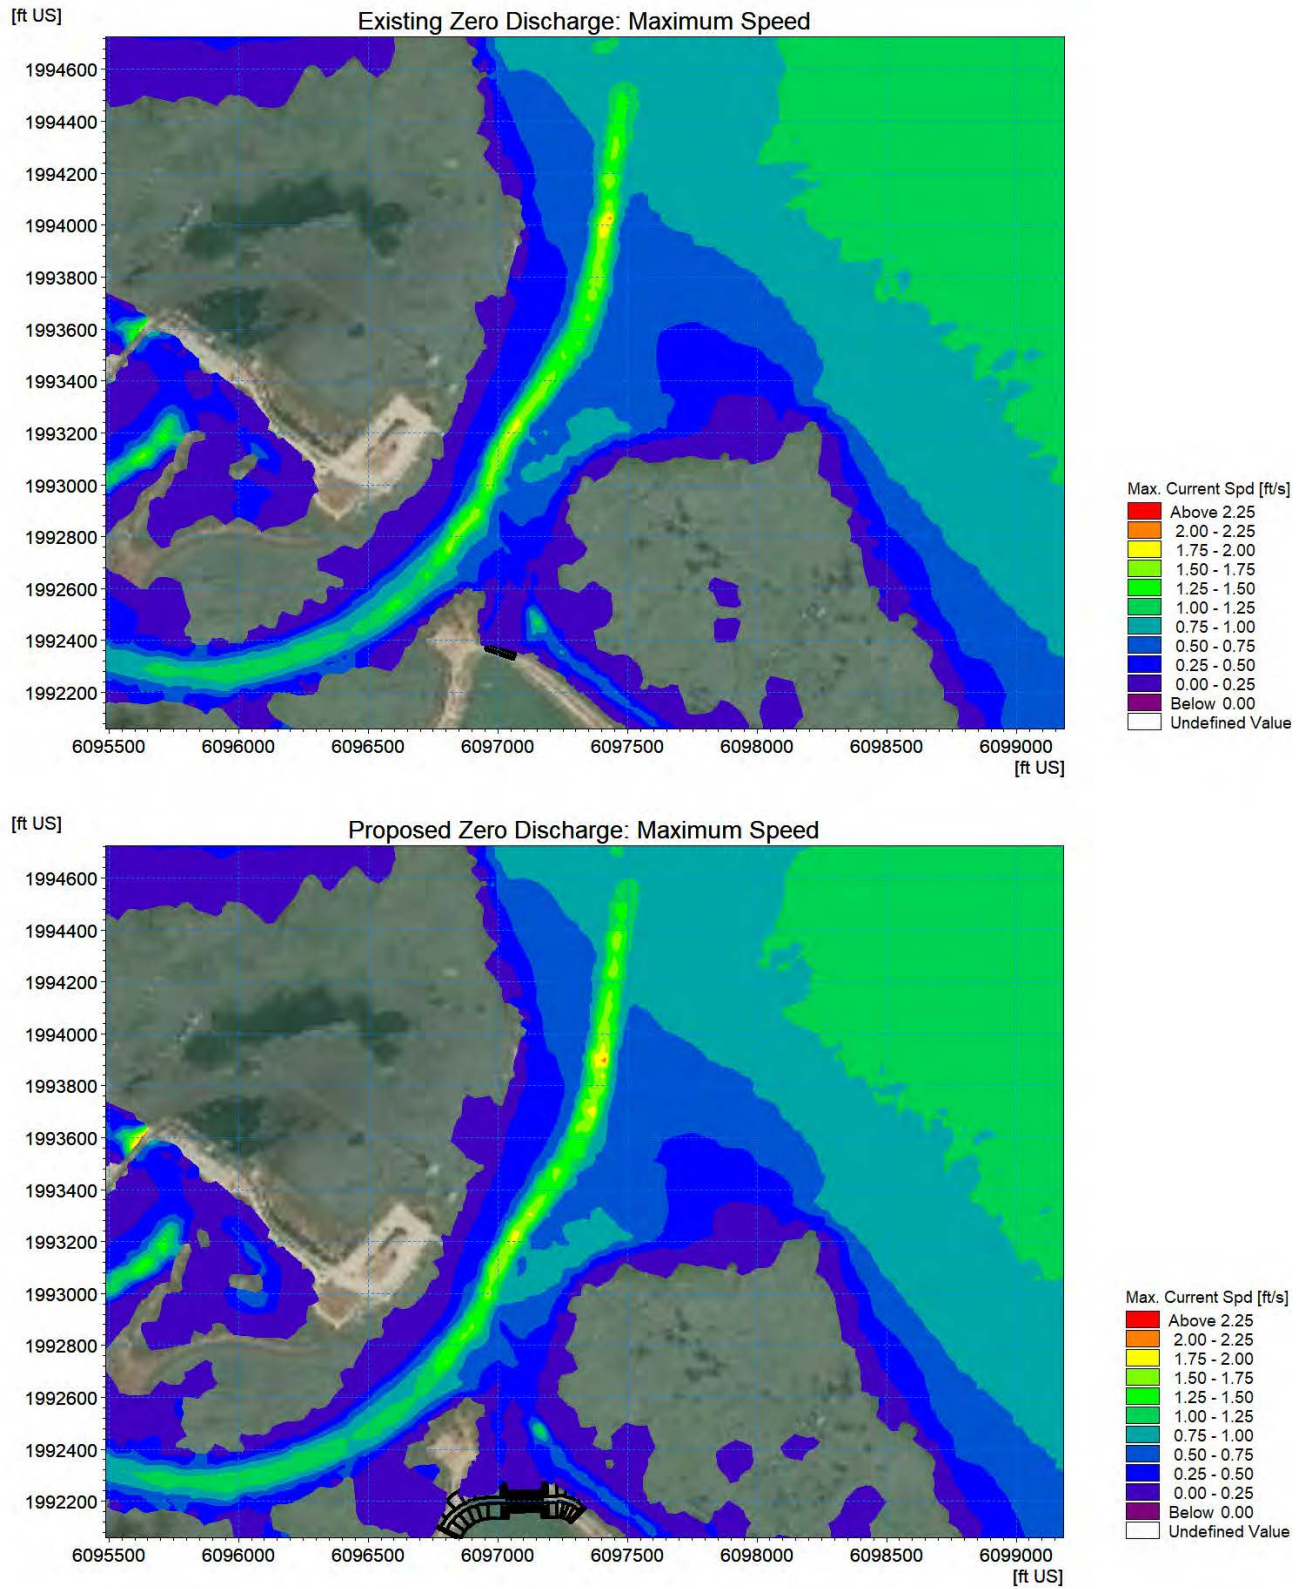 [ft US]
Existing Zero Discharge: Maximum Speed
1994600
1994400
1994200
1994000
1993800
1993600
1993400
1993200
1993000
1992800
1992600
1992400
1992200
6095500 6096000 6096500 6097000 6097500 6098000 6098500 6099000
[ft US]
Max. Current Spd [ft/s]
Above 2.25
2.00 - 2.25
1.75 - 2.00
1.50 - 1.75
1.25 - 1.50
1.00 - 1.25
0.75 - 1.00
0.50 - 0.75
0.25 - 0.50
0.00 - 0.25
Below 0.00
Undefined Value
[ft US]
Proposed Zero Discharge: Maximum Speed
1994600
1994400
1994200
1994000
1993800
1993600
1993400
1993200
1993000
1992800
1992600
1992400
1992200
6095500 6096000 6096500 6097000 6097500 6098000 6098500 6099000
[ft US]
Max. Current Spd [ft/s]
Above 2.25
2.00 - 2.25
1.75 - 2.00
1.50 - 1.75
1.25 - 1.50
1.00 - 1.25
0.75 - 1.00
0.50 - 0.75
0.25 - 0.50
0.00 - 0.25
Below 0.00
Undefined Value